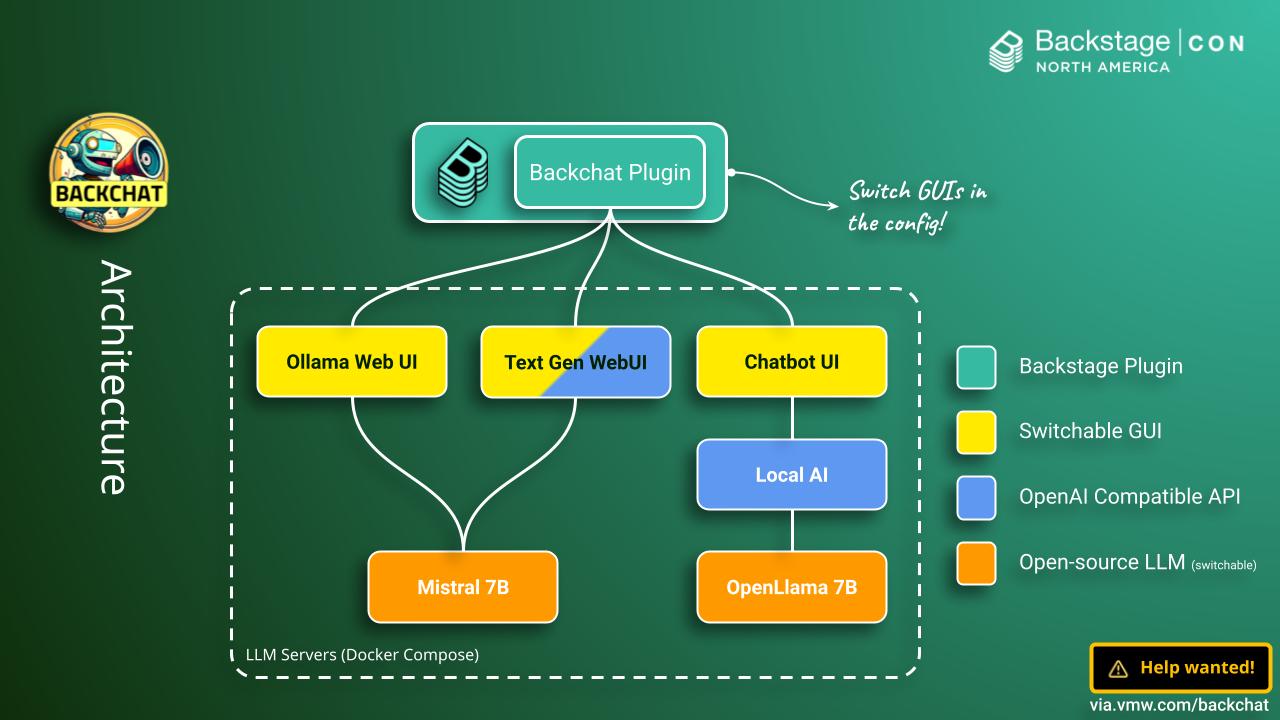 Backstage | CON
NORTH AMERICA
BACKCHAT
Architecture
Backchat Plugin
Switch GUIs in
the config!
Ollama Web UI
Text Gen WebUI
Chatbot UI
Local AI
Mistral 7B
OpenLlama 7B
LLM Servers (Docker Compose)
Backstage Plugin
Switchable GUI
OpenAI Compatible API
Open-source LLM (switchable)
Help wanted!
via.vmw.com/backchat